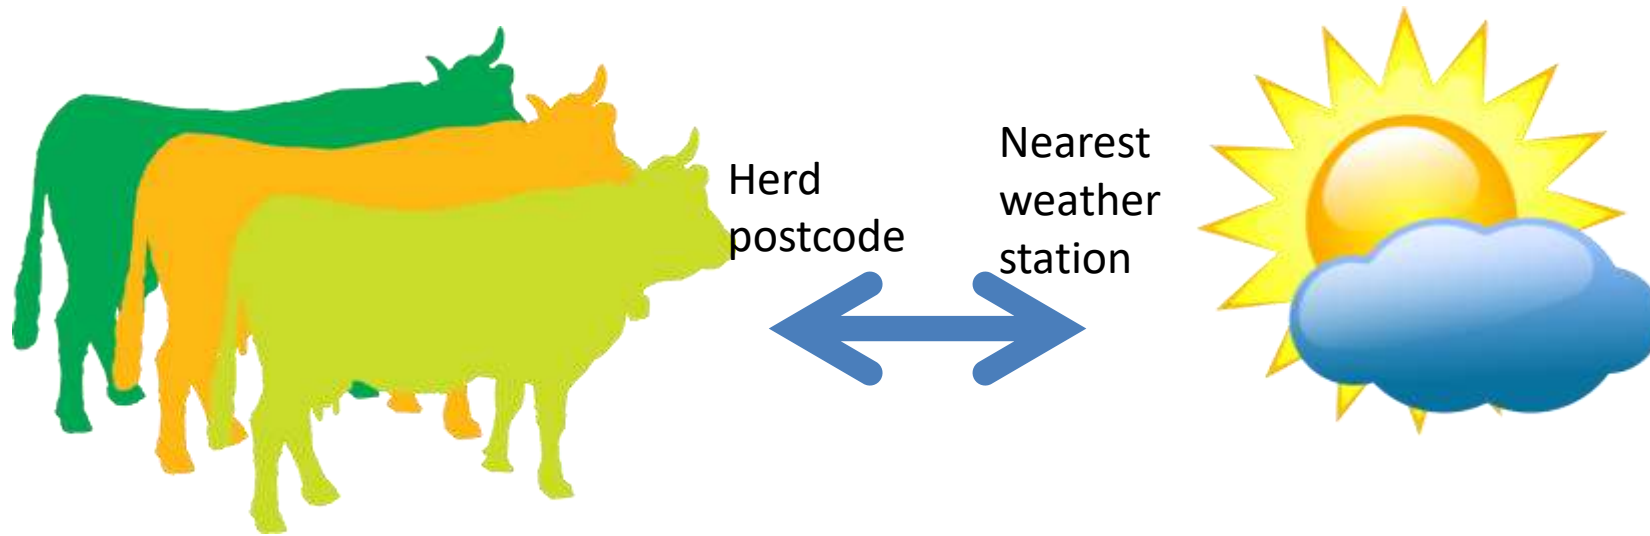 Herd
postcode
Nearest
weather
station